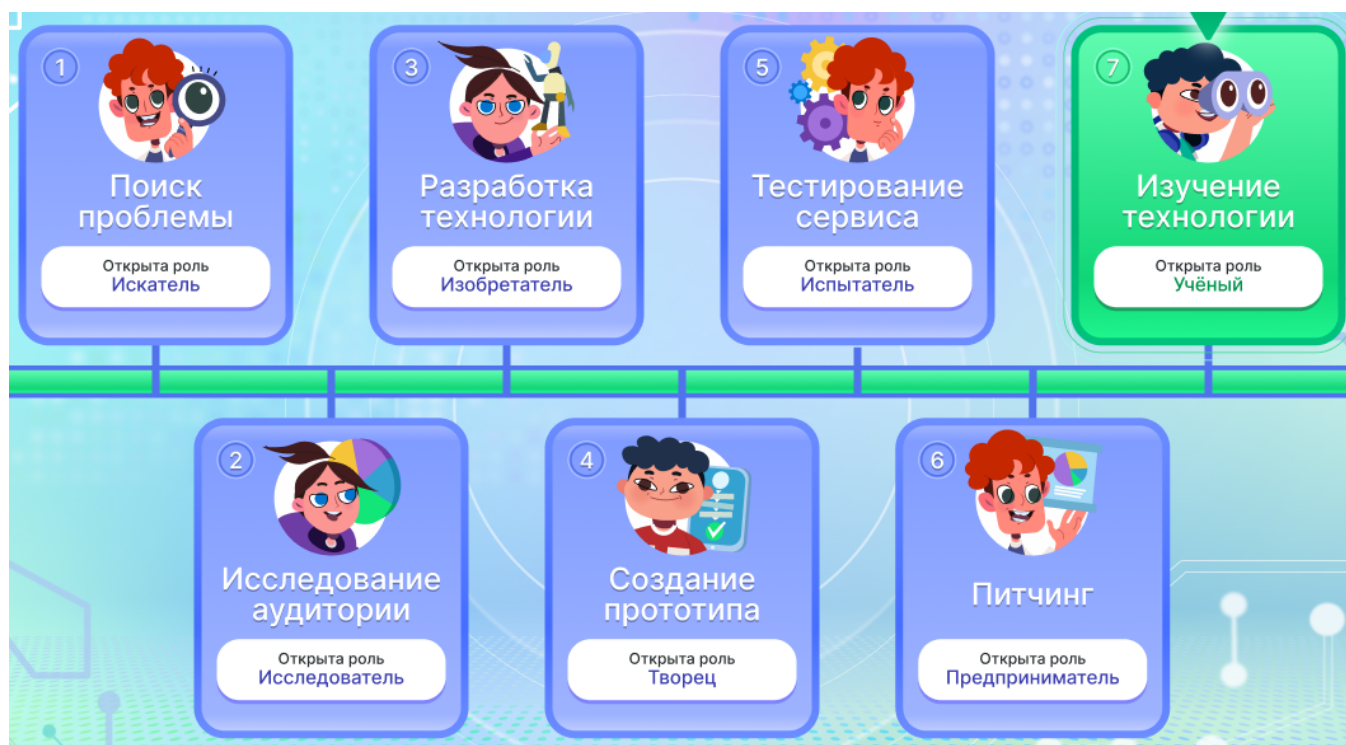 1
Поиск
проблемы
Открыта роль
Искатель
2
Исследование
аудитории
Открыта роль
Исследователь
3
Разработка
технологии
Открыта роль
Изобретатель
4
Создание
прототипа
Открыта роль
Творец
5
Тестирование
сервиса
Открыта роль
Испытатель
6
Питчинг
Открыта роль
Предприниматель
7
Изучение
технологии
Открыта роль
Учёный